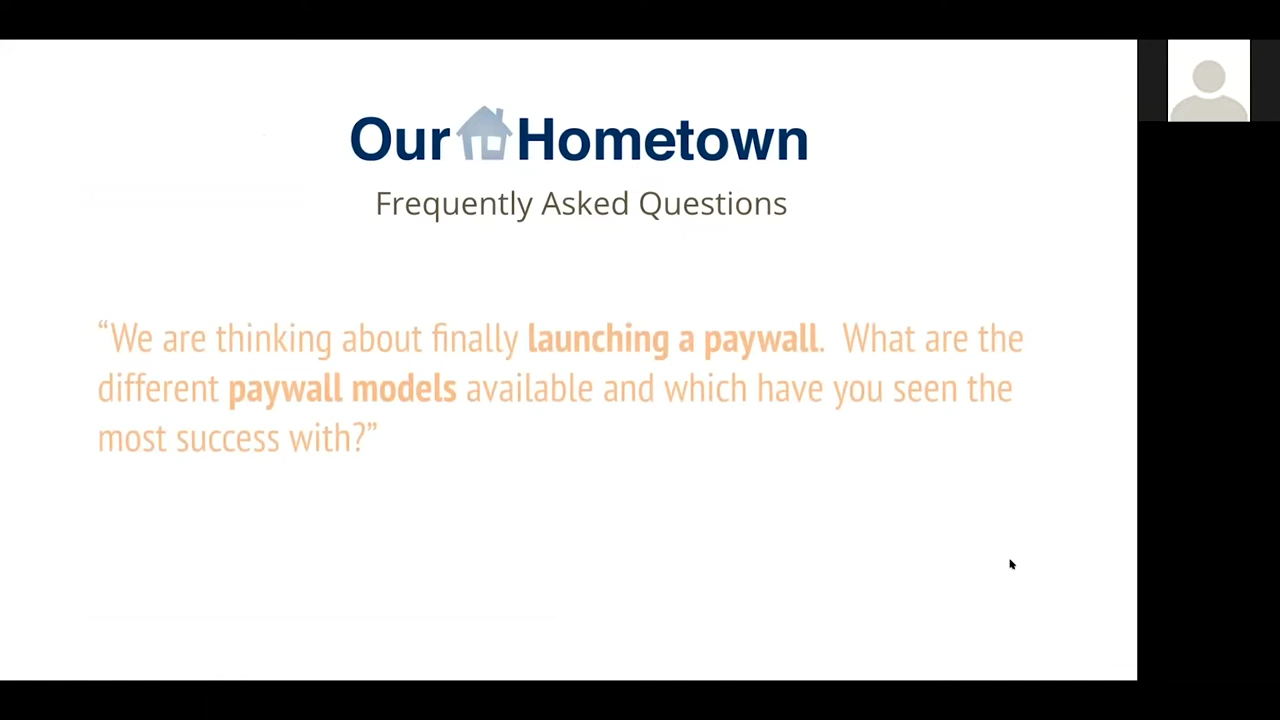 Our Hometown
Frequently Asked Questions
“We are thinking about finally launching a paywall.  What are the
different paywall models available and which have you seen the
most success with?”